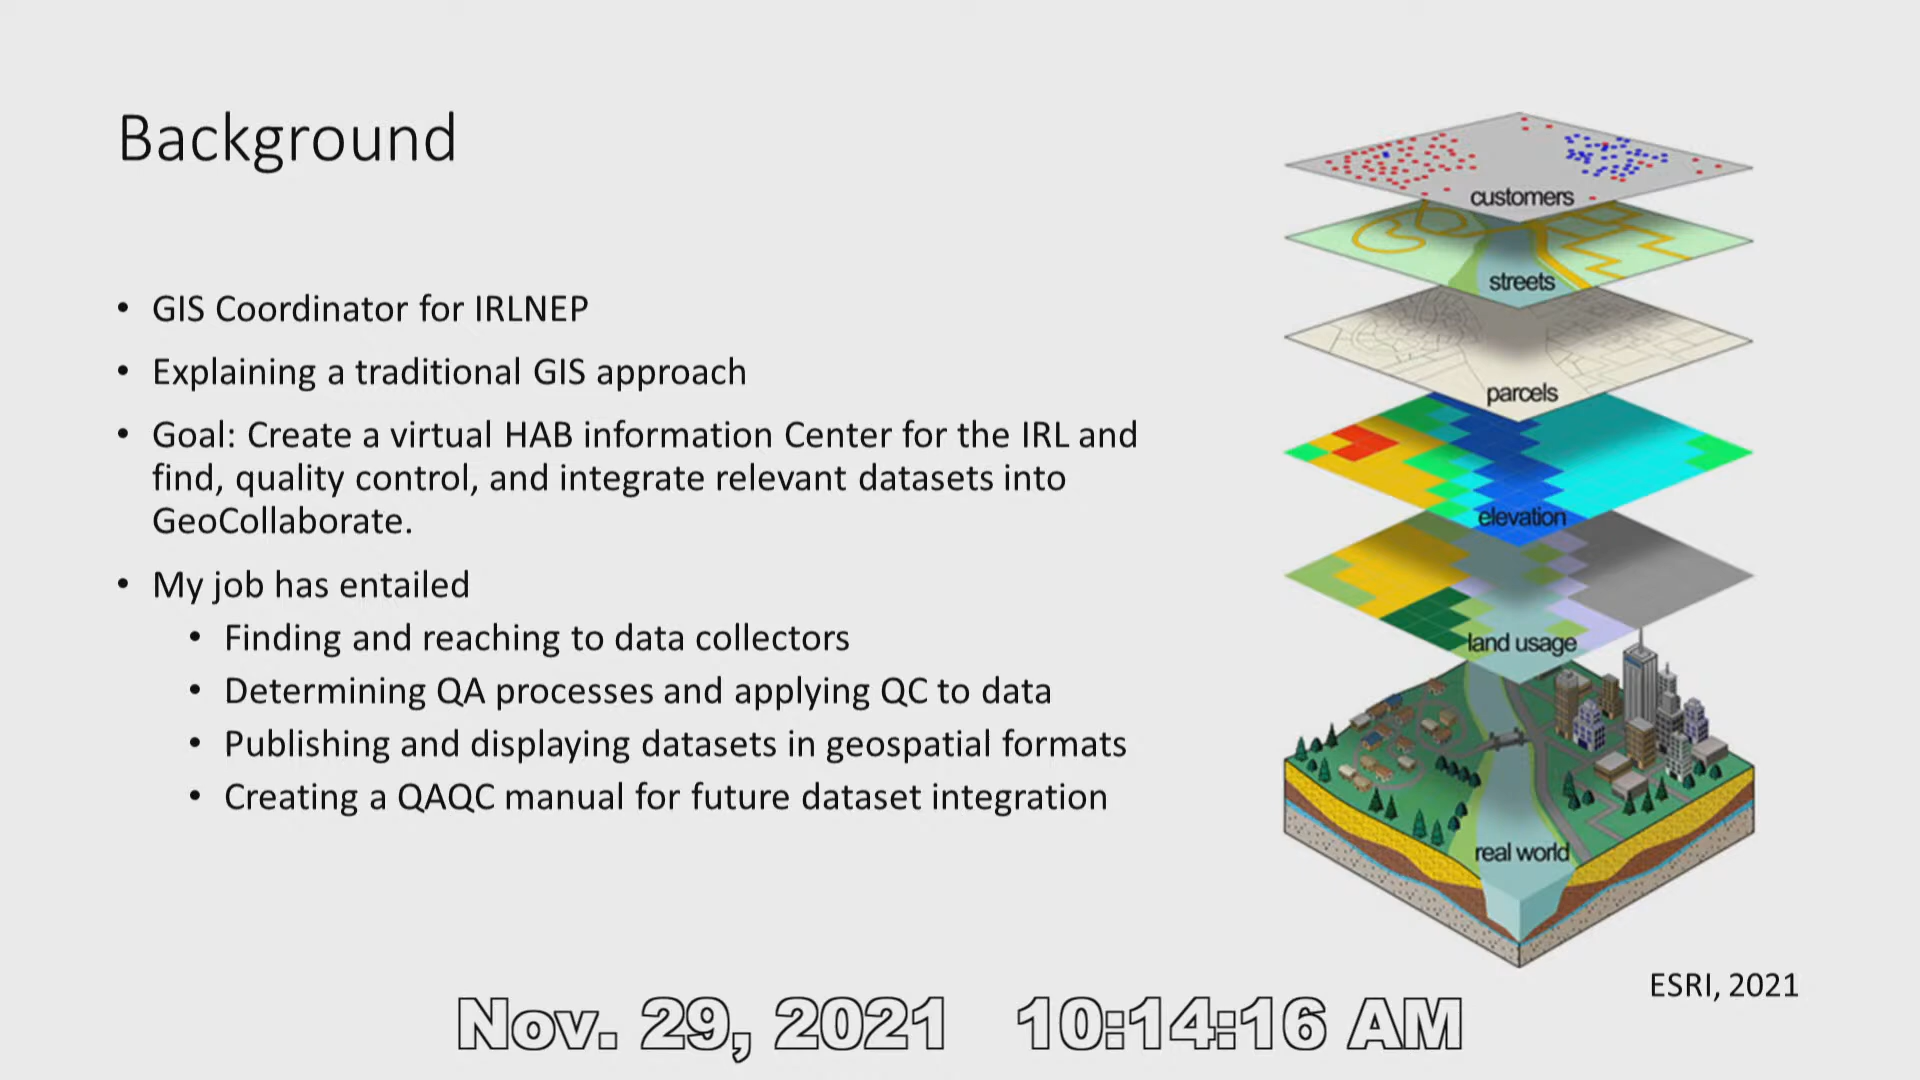 Background
• GIS Coordinator for IRLNEP
• Explaining a traditional GIS approach
• Goal: Create a virtual HAB information Center for the IRL and
find, quality control, and integrate relevant datasets into
GeoCollaborate.
• My job has entailed
• Finding and reaching to data collectors
• Determining QA processes and applying QC to data
• Publishing and displaying datasets in geospatial formats
• Creating a QAQC manual for future dataset integration
customers
streets
parcels
elevation
land usage
real world
ESRI, 2021
Nov. 29, 2021 10:14:16 AM